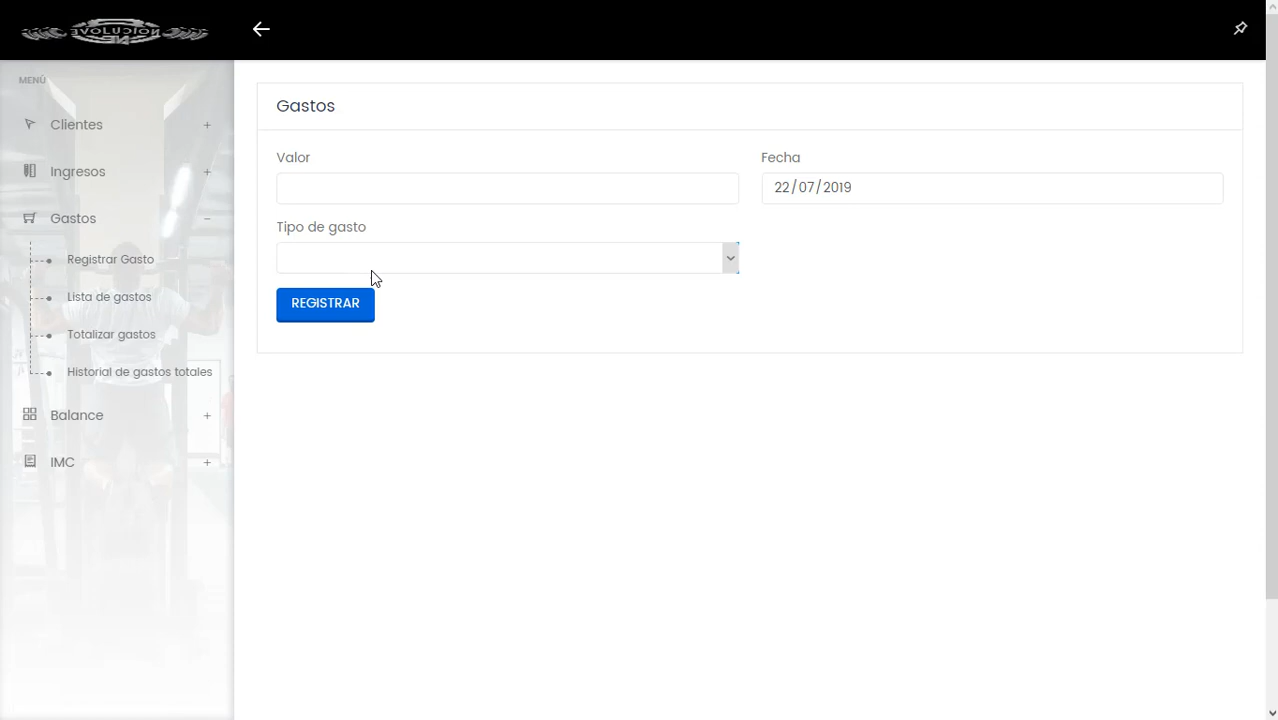 EVOLUCION
MENÚ
Clientes
Ingresos
Gastos
Registrar Gasto
Lista de gastos
Totalizar gastos
Historial de gastos totales
Balance
IMC
Gastos
Valor
Fecha
22/07/2019
Tipo de gasto
REGISTRAR